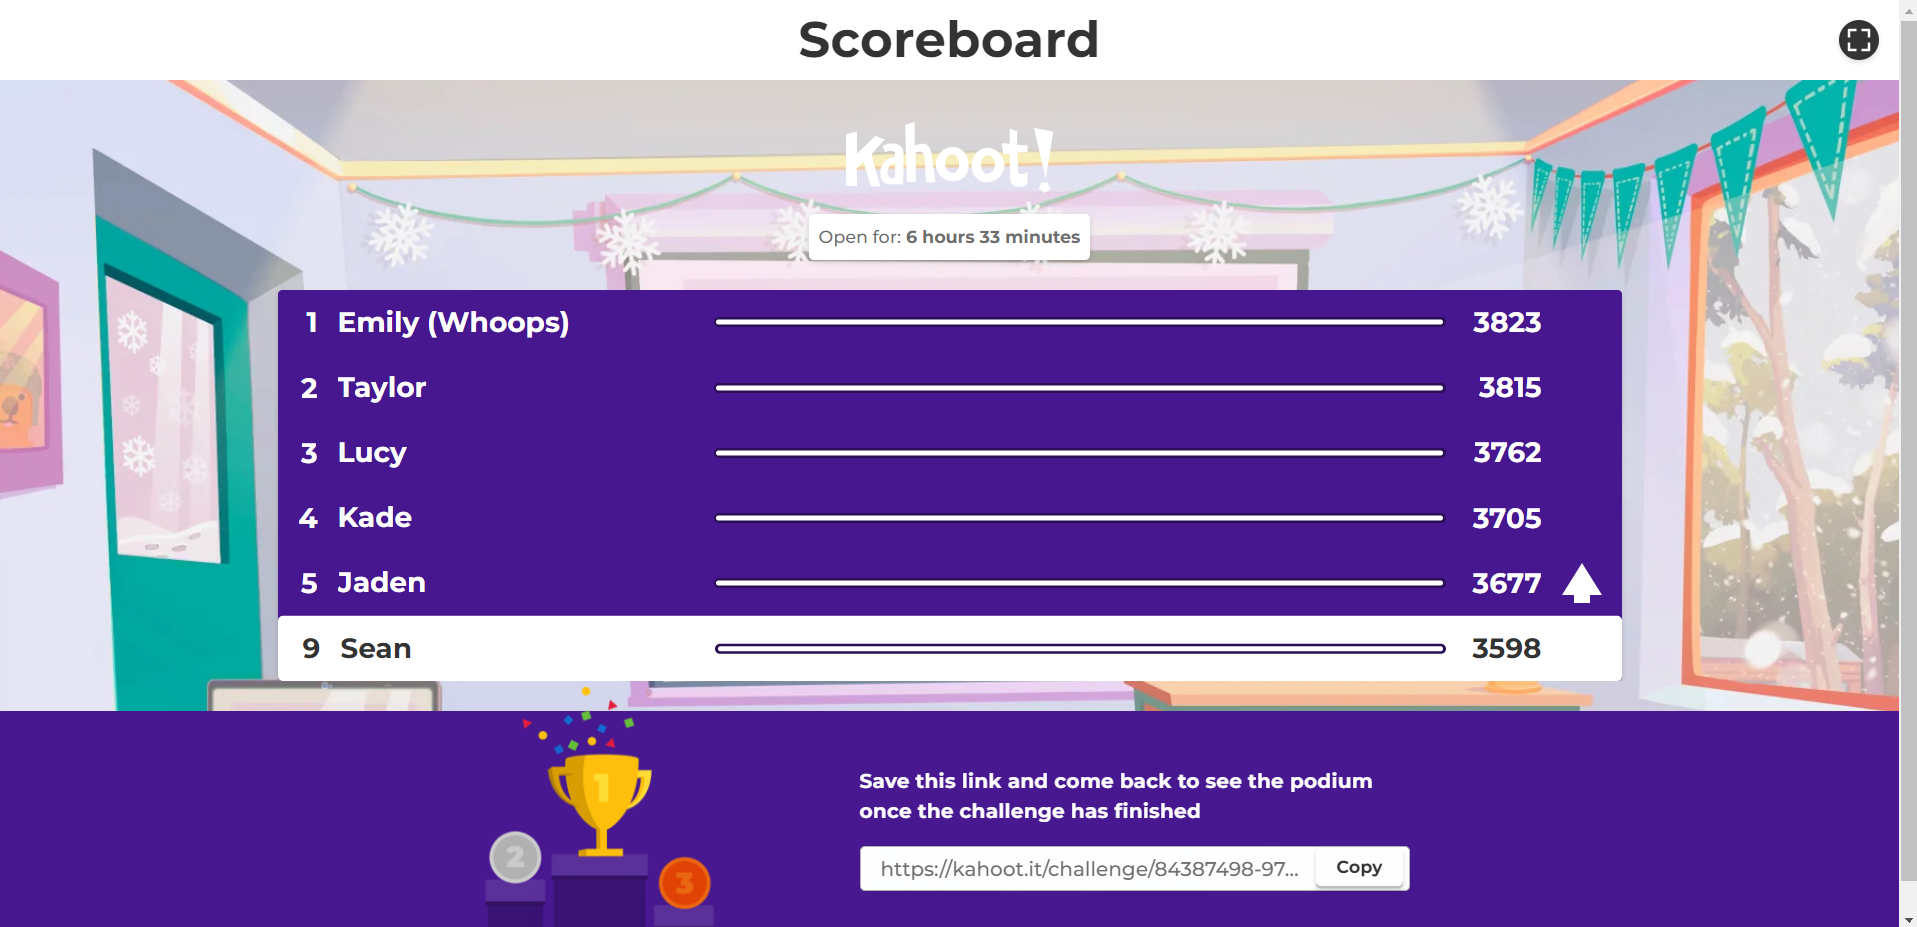 Scoreboard
Kahoot!
Open for: 6 hours 33 minutes
1 Emily (Whoops) 3823
2 Taylor 3815
3 Lucy 3762
4 Kade 3705
5 Jaden 3677
9 Sean 3598
1
2
3
Save this link and come back to see the podium
once the challenge has finished
https://kahoot.it/challenge/84387498-97... Copy